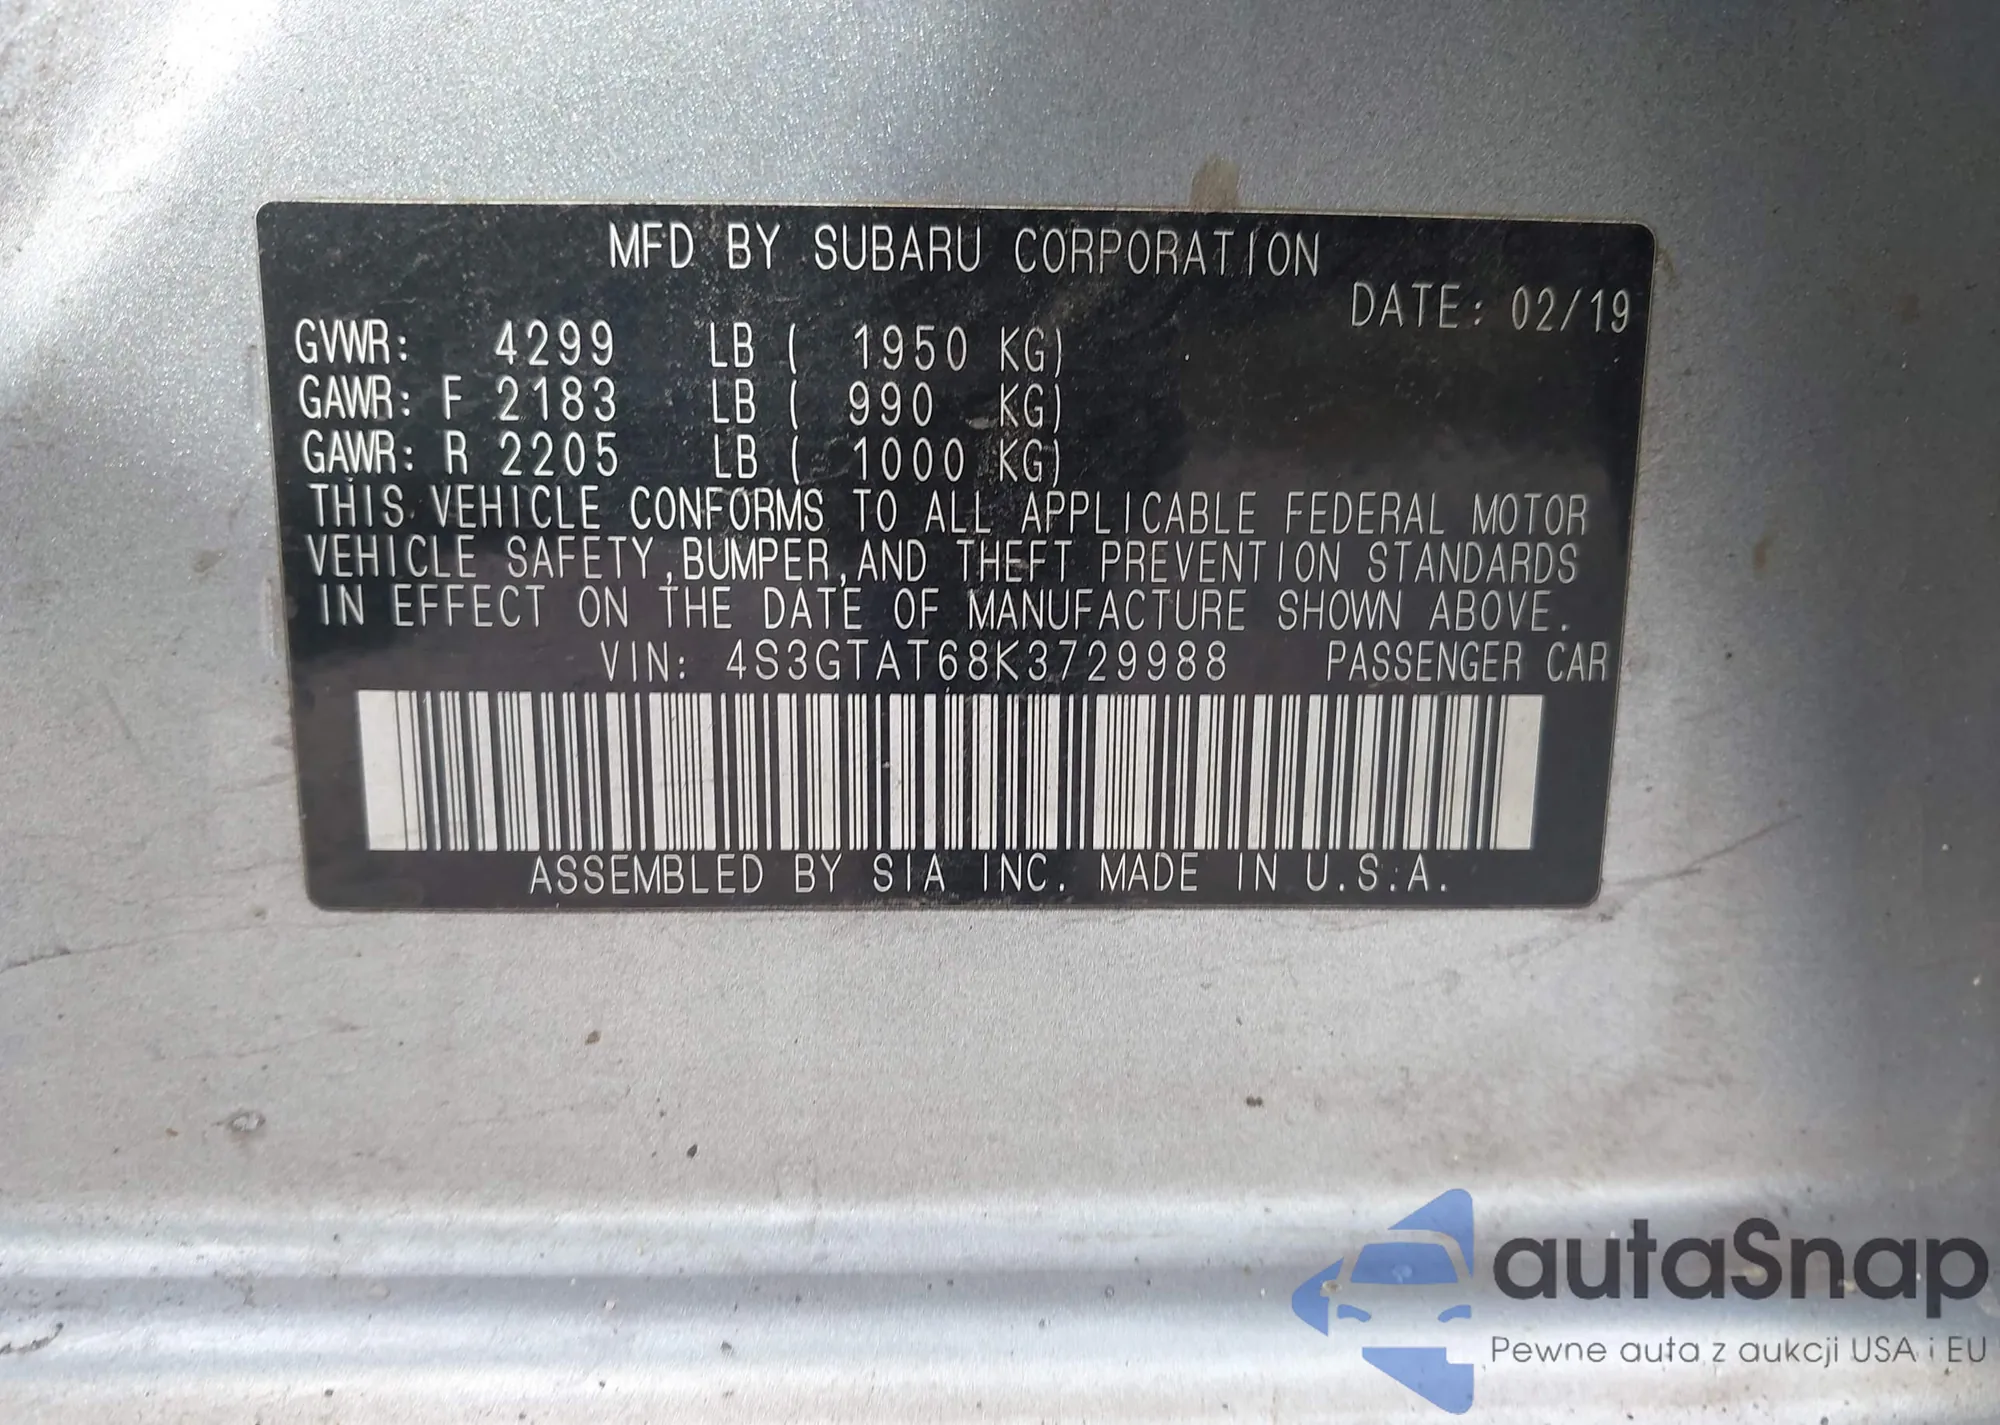 MFD BY SUBARU CORPORATION
DATE: 02/19
GVWR: 4299 LB ( 1950 KG)
GAWR: F 2183 LB ( 990 KG)
GAWR: R 2205 LB ( 1000 KG)
THIS VEHICLE CONFORMS TO ALL APPLICABLE FEDERAL MOTOR
VEHICLE SAFETY,BUMPER,AND THEFT PREVENTION STANDARDS
IN EFFECT ON THE DATE OF MANUFACTURE SHOWN ABOVE.
VIN: 4S3GTAT68K3729988 PASSENGER CAR
ASSEMBLED BY SIA INC. MADE IN U.S.A.
autaSnap
Pewne auta z aukcji USA i EU